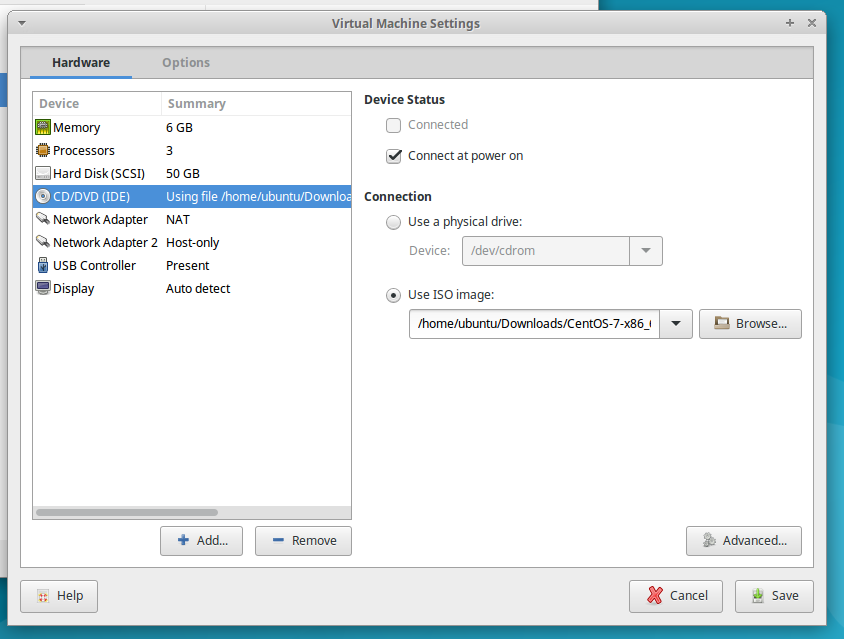 Virtual Machine Settings
Hardware Options
Device Summary
Memory 6 GB
Processors 3
Hard Disk (SCSI) 50 GB
CD/DVD (IDE) Using file /home/ubuntu/Downloa
Network Adapter NAT
Network Adapter 2 Host-only
USB Controller Present
Display Auto detect
Add... Remove
Device Status
Connected
Connect at power on
Connection
Use a physical drive:
Device: /dev/cdrom
Use ISO image:
/home/ubuntu/Downloads/CentOS-7-x86_ Browse...
Advanced...
Help Cancel Save